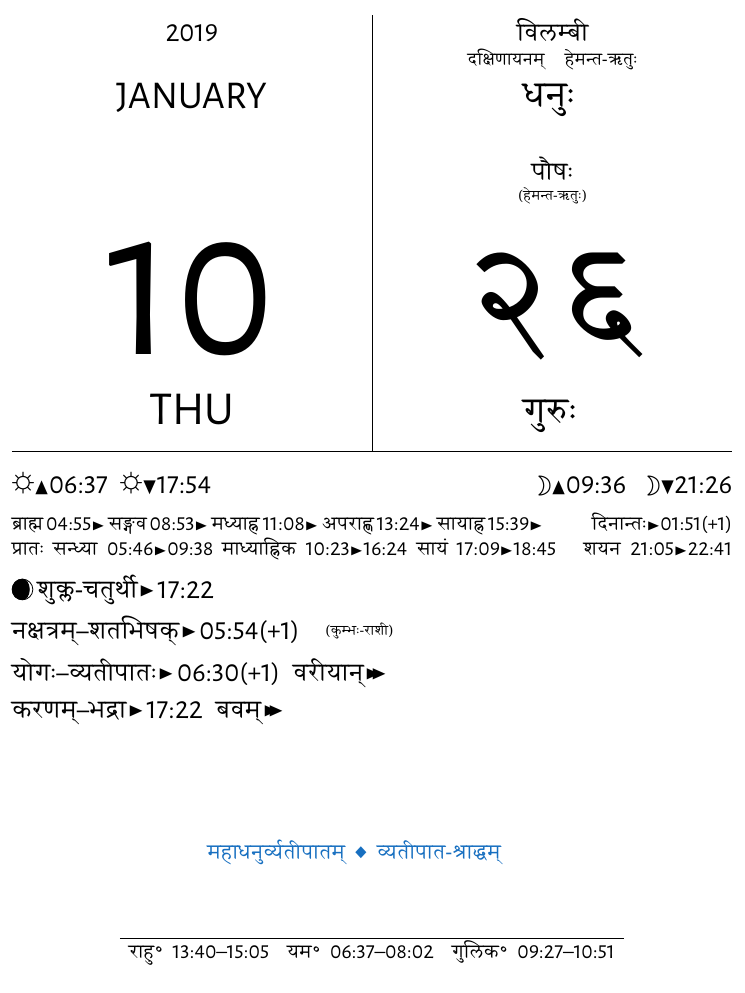 2019
JANUARY
10
THU
विलम्बी
दक्षिणायनम् हेमन्त-ऋतुः
धनुः
पौषः
(हेमन्त-ऋतुः)
२६
गुरुः
☼▲06:37 ☼▼17:54 ☽▲09:36 ☽▼21:26
ब्राह्म 04:55► सङ्गव 08:53► मध्याह्न 11:08► अपराह्ण 13:24► सायाह्न 15:39► दिनान्तः►01:51(+1)
प्रातः सन्ध्या 05:46►09:38 माध्याह्निक 10:23►16:24 सायं 17:09►18:45 शयन 21:05►22:41
शुक्ल-चतुर्थी►17:22
नक्षत्रम्–शतभिषक्►05:54(+1) (कुम्भः-राशी)
योगः–व्यतीपातः►06:30(+1) वरीयान्►►
करणम्–भद्रा►17:22 बवम्►►
महाधनुर्व्यतीपातम् ◆ व्यतीपात-श्राद्धम्
राहु॰ 13:40–15:05 यम॰ 06:37–08:02 गुलिक॰ 09:27–10:51